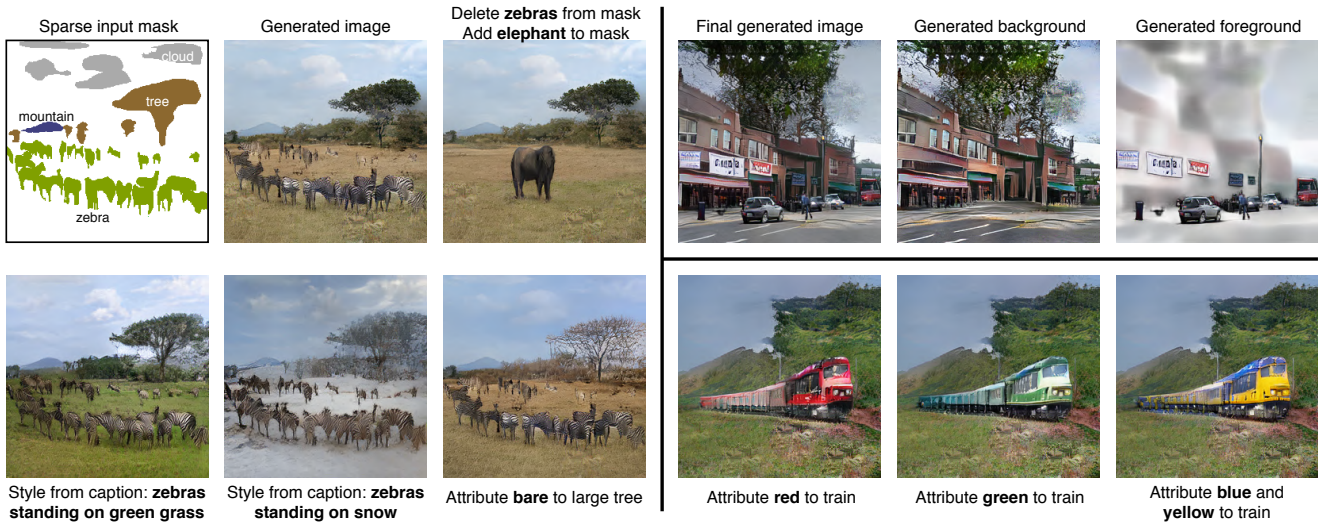 Sparse input mask
Generated image
Delete zebras from mask
Add elephant to mask
Final generated image
Generated background
Generated foreground
cloud
tree
mountain
zebra
Style from caption: zebras
standing on green grass
Style from caption: zebras
standing on snow
Attribute bare to large tree
Attribute red to train
Attribute green to train
Attribute blue and
yellow to train